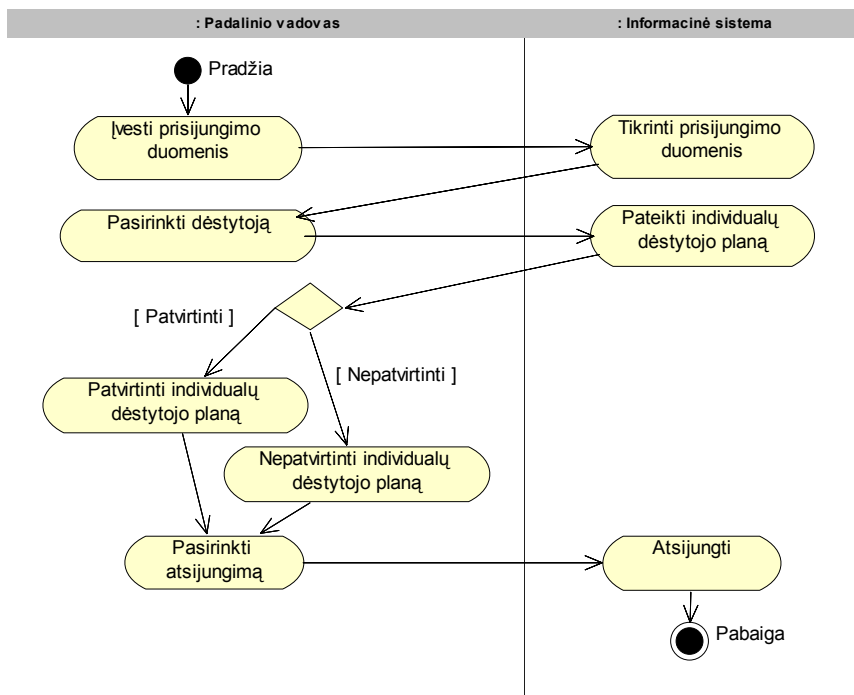 : Padalinio vadovas
: Informacinė sistema
Pradžia
Įvesti prisijungimo
duomenis
Tikrinti prisijungimo
duomenis
Pasirinkti dėstytoją
Pateikti individualų
dėstytojo planą
[ Patvirtinti ]
[ Nepatvirtinti ]
Patvirtinti individualų
dėstytojo planą
Nepatvirtinti individualų
dėstytojo planą
Pasirinkti
atsijungimą
Atsijungti
Pabaiga